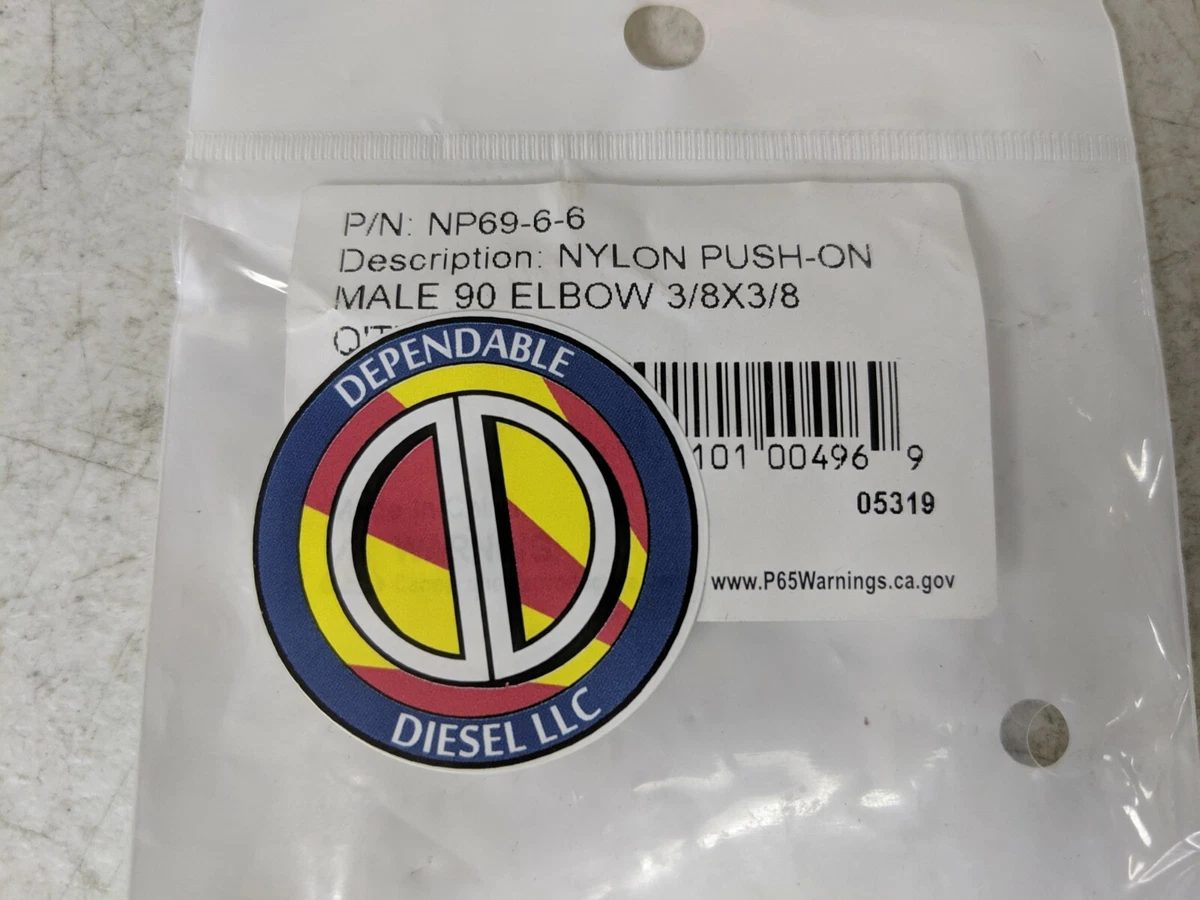 P/N: NP69-6-6
Description: NYLON PUSH-ON
MALE 90 ELBOW 3/8X3/8
DEPENDABLE
DIESEL LLC
101 00496 9
05319
www.P65Warnings.ca.gov